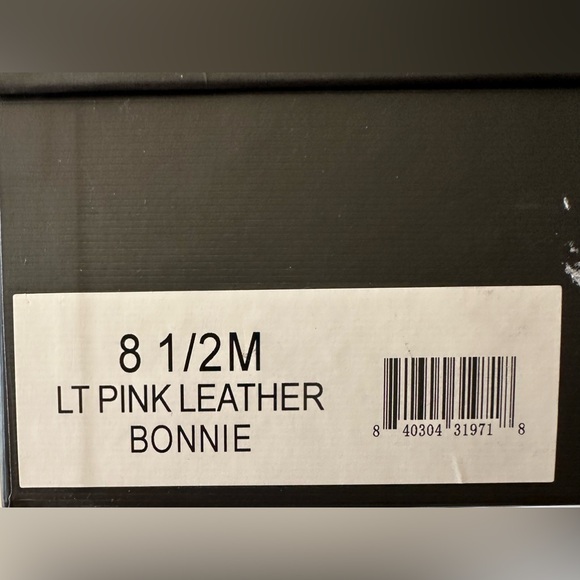 8 1/2M
LT PINK LEATHER
BONNIE
8 40304 31971 8